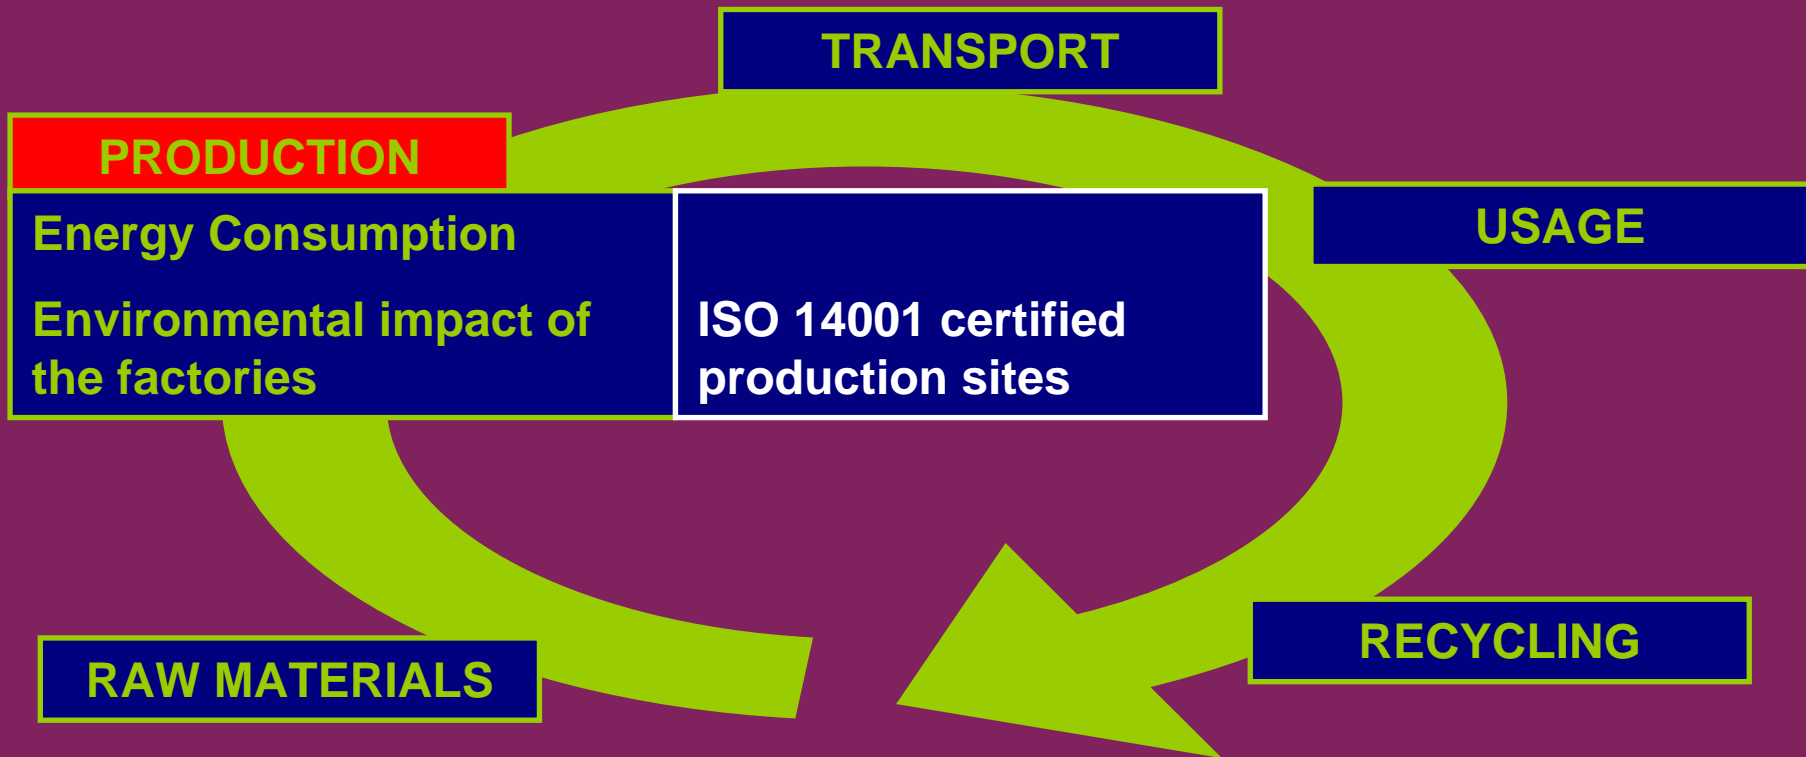 TRANSPORT
PRODUCTION
USAGE
Energy Consumption
Environmental impact of
the factories
ISO 14001 certified
production sites
RECYCLING
RAW MATERIALS